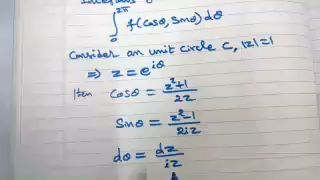 ∫₀^2π f(cosθ, sinθ) dθ
Consider an unit circle C, |z|=1
⇒ z = e^iθ
then cosθ = (z²+1)/2z
sinθ = (z²-1)/2iz
dθ = dz/iz